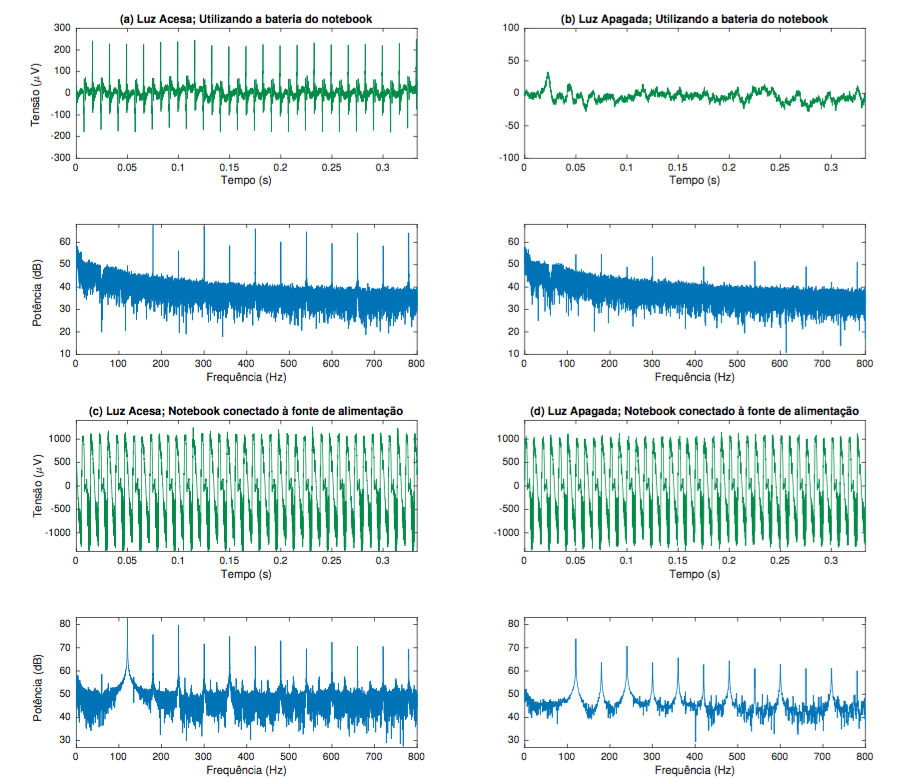 (a) Luz Acesa; Utilizando a bateria do notebook
300
200
100
0
-100
-200
-300
Tensão (μV)
0 0.05 0.1 0.15 0.2 0.25 0.3
Tempo (s)
(b) Luz Apagada; Utilizando a bateria do notebook
100
50
0
-50
-100
0 0.05 0.1 0.15 0.2 0.25 0.3
Tempo (s)
60
50
40
30
20
10
Potência (dB)
0 100 200 300 400 500 600 700 800
Frequência (Hz)
60
50
40
30
20
10
100 200 300 400 500 600 700 800
Frequência (Hz)
(c) Luz Acesa; Notebook conectado à fonte de alimentação
1000
500
0
-500
-1000
Tensão (μV)
0 0.05 0.1 0.15 0.2 0.25 0.3
Tempo (s)
(d) Luz Apagada; Notebook conectado à fonte de alimentação
1000
500
0
-500
-1000
0 0.05 0.1 0.15 0.2 0.25 0.3
Tempo (s)
80
70
60
50
40
30
Potência (dB)
0 100 200 300 400 500 600 700 800
Frequência (Hz)
80
70
60
50
40
30
0 100 200 300 400 500 600 700 800
Frequência (Hz)